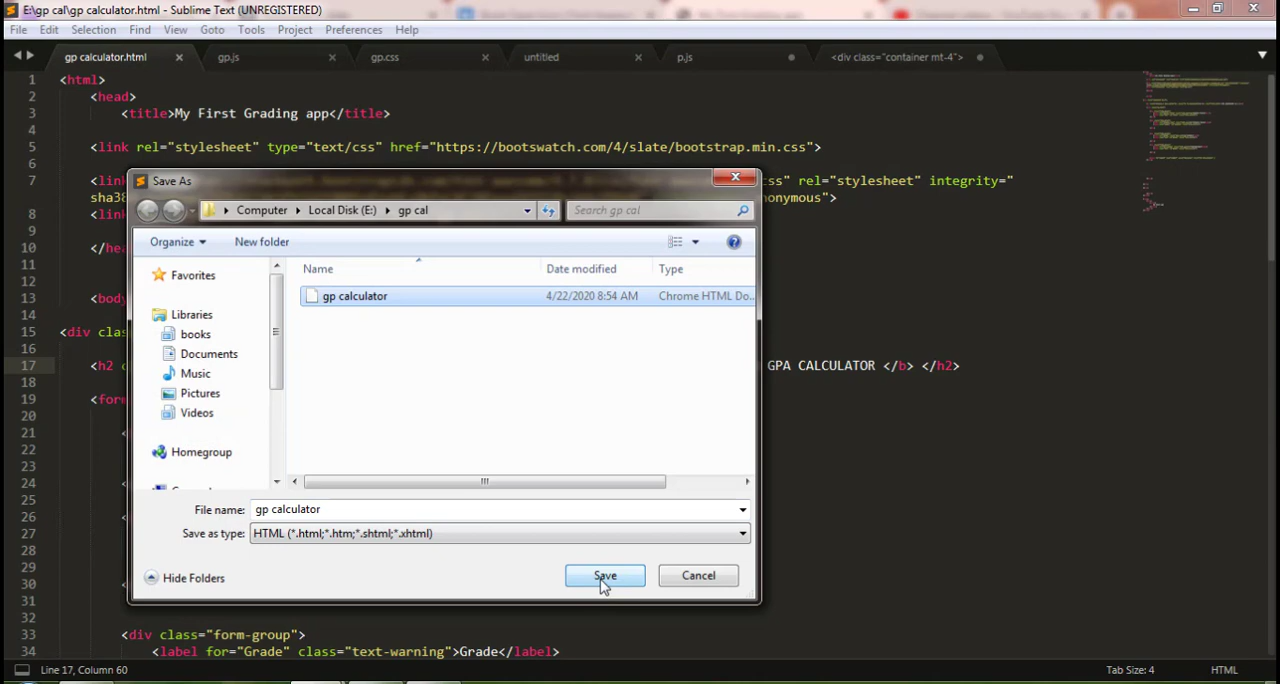 E:\gp cal\gp calculator.html - Sublime Text (UNREGISTERED)
File Edit Selection Find View Goto Tools Project Preferences Help
gp calculator.html gp.js gp.css untitled p.js <div class="container mt-4">
1 <html>
2 <head>
3 <title>My First Grading app</title>
4
5 <link rel="stylesheet" type="text/css" href="https://bootswatch.com/4/slate/bootstrap.min.css">
6
7 <lin ss" rel="stylesheet" integrity="
sha38 onymous">
8 <lin
9
10 </hea
11
12
13 <body
14
15 <div clas
16
17 <h2 c GPA CALCULATOR </b> </h2>
18
19 <form
20
21
22
23
24
25
26
27
28
29
30
31
32
33 <div class="form-group">
34 <label for="Grade" class="text-warning">Grade</label>
Save As
Computer Local Disk (E:) gp cal Search gp cal
Organize New folder
Favorites
Libraries
books
Documents
Music
Pictures
Videos
Homegroup
Name Date modified Type
gp calculator 4/22/2020 8:54 AM Chrome HTML Do...
File name: gp calculator
Save as type: HTML (*.html;*.htm;*.shtml;*.xhtml)
Hide Folders Save Cancel
Line 17, Column 60 Tab Size: 4 HTML